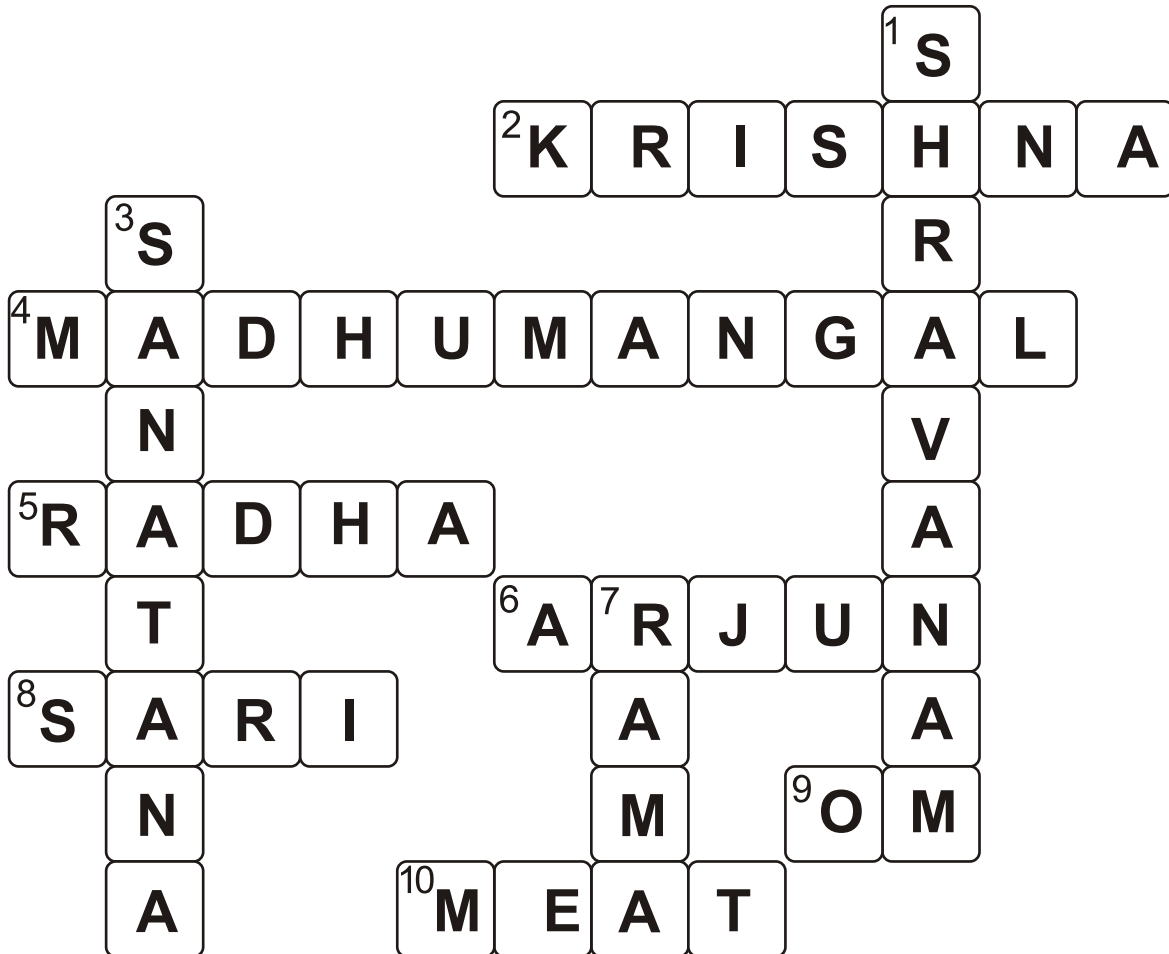 1 S
2 K R I S H N A
3 S R
4 M A D H U M A N G A L
N V
5 R A D H A A
T 6 A 7 R J U N
8 S A R I A A
N M 9 O M
A 10 M E A T